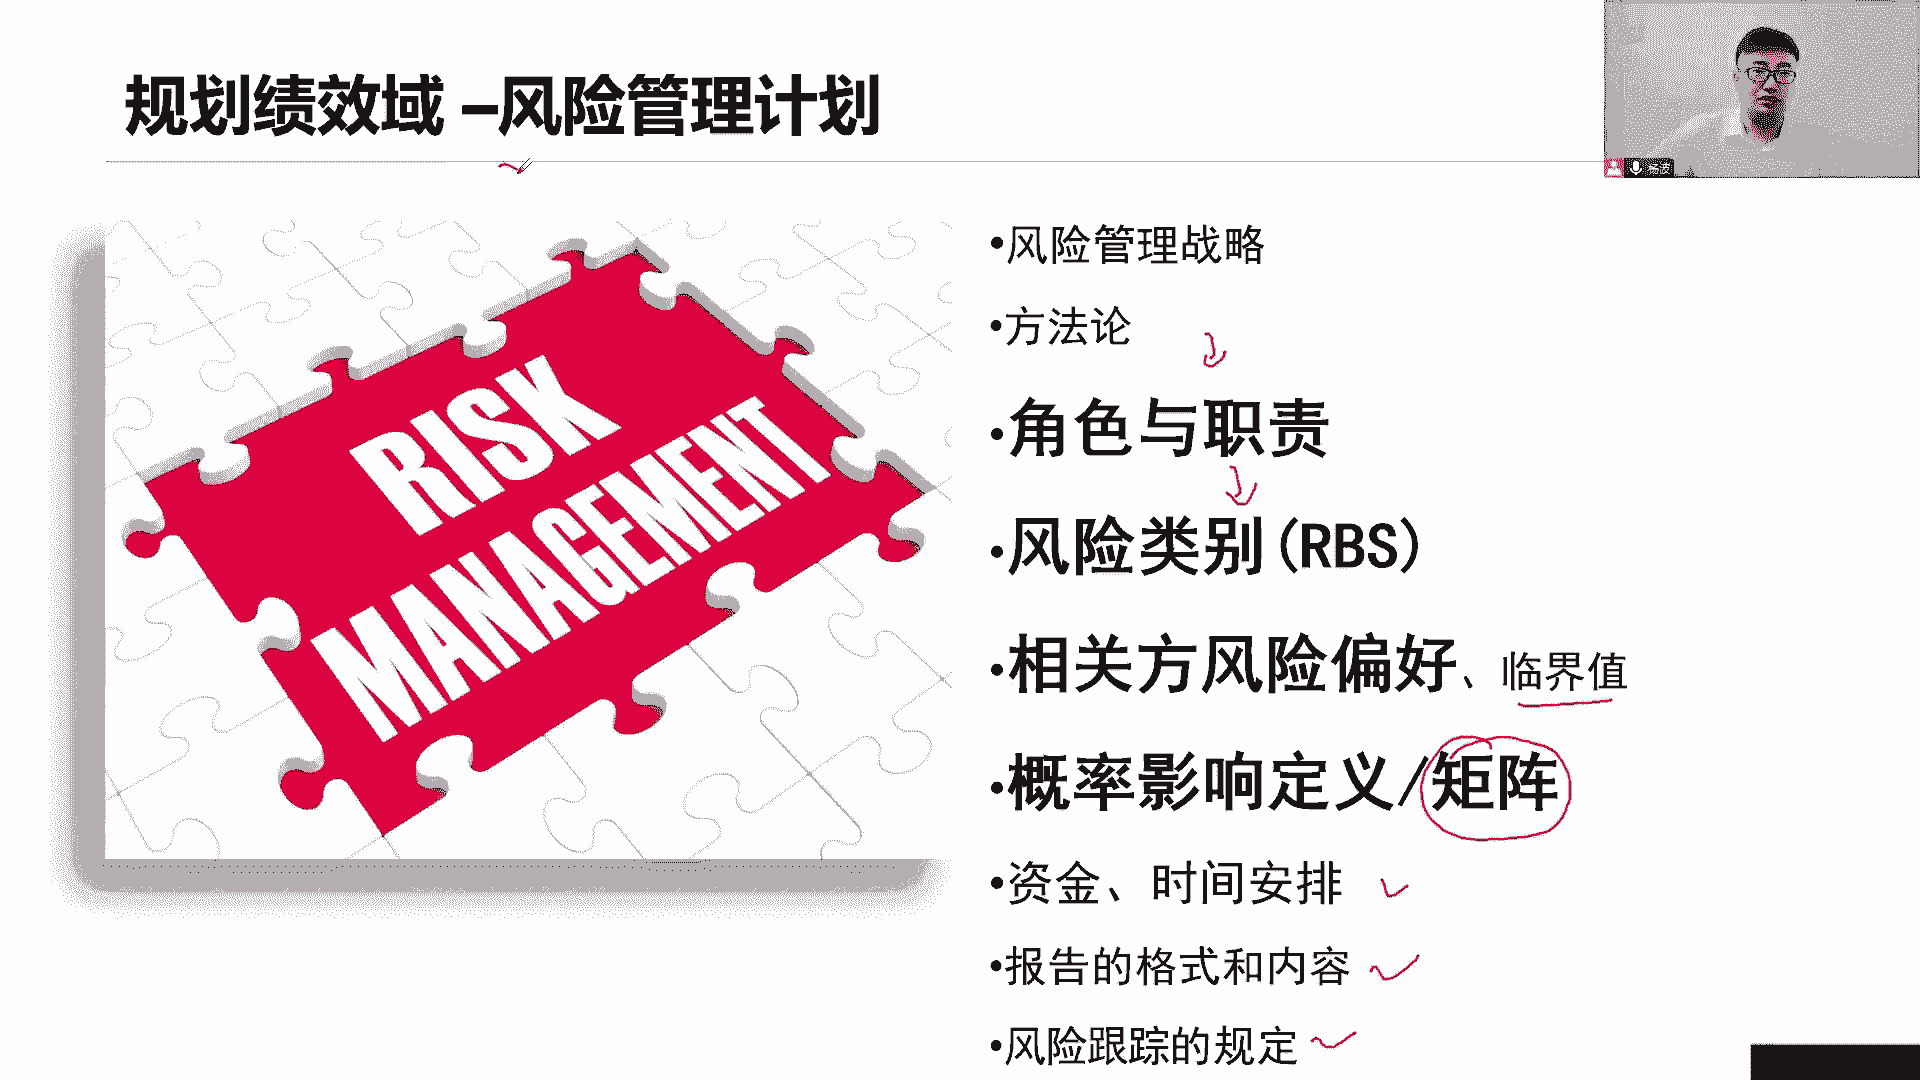 规划绩效域 –风险管理计划
杨波
RISK
MANAGEMENT
•风险管理战略
•方法论
•角色与职责
•风险类别(RBS)
•相关方风险偏好、临界值
•概率影响定义/矩阵
•资金、时间安排
•报告的格式和内容
•风险跟踪的规定